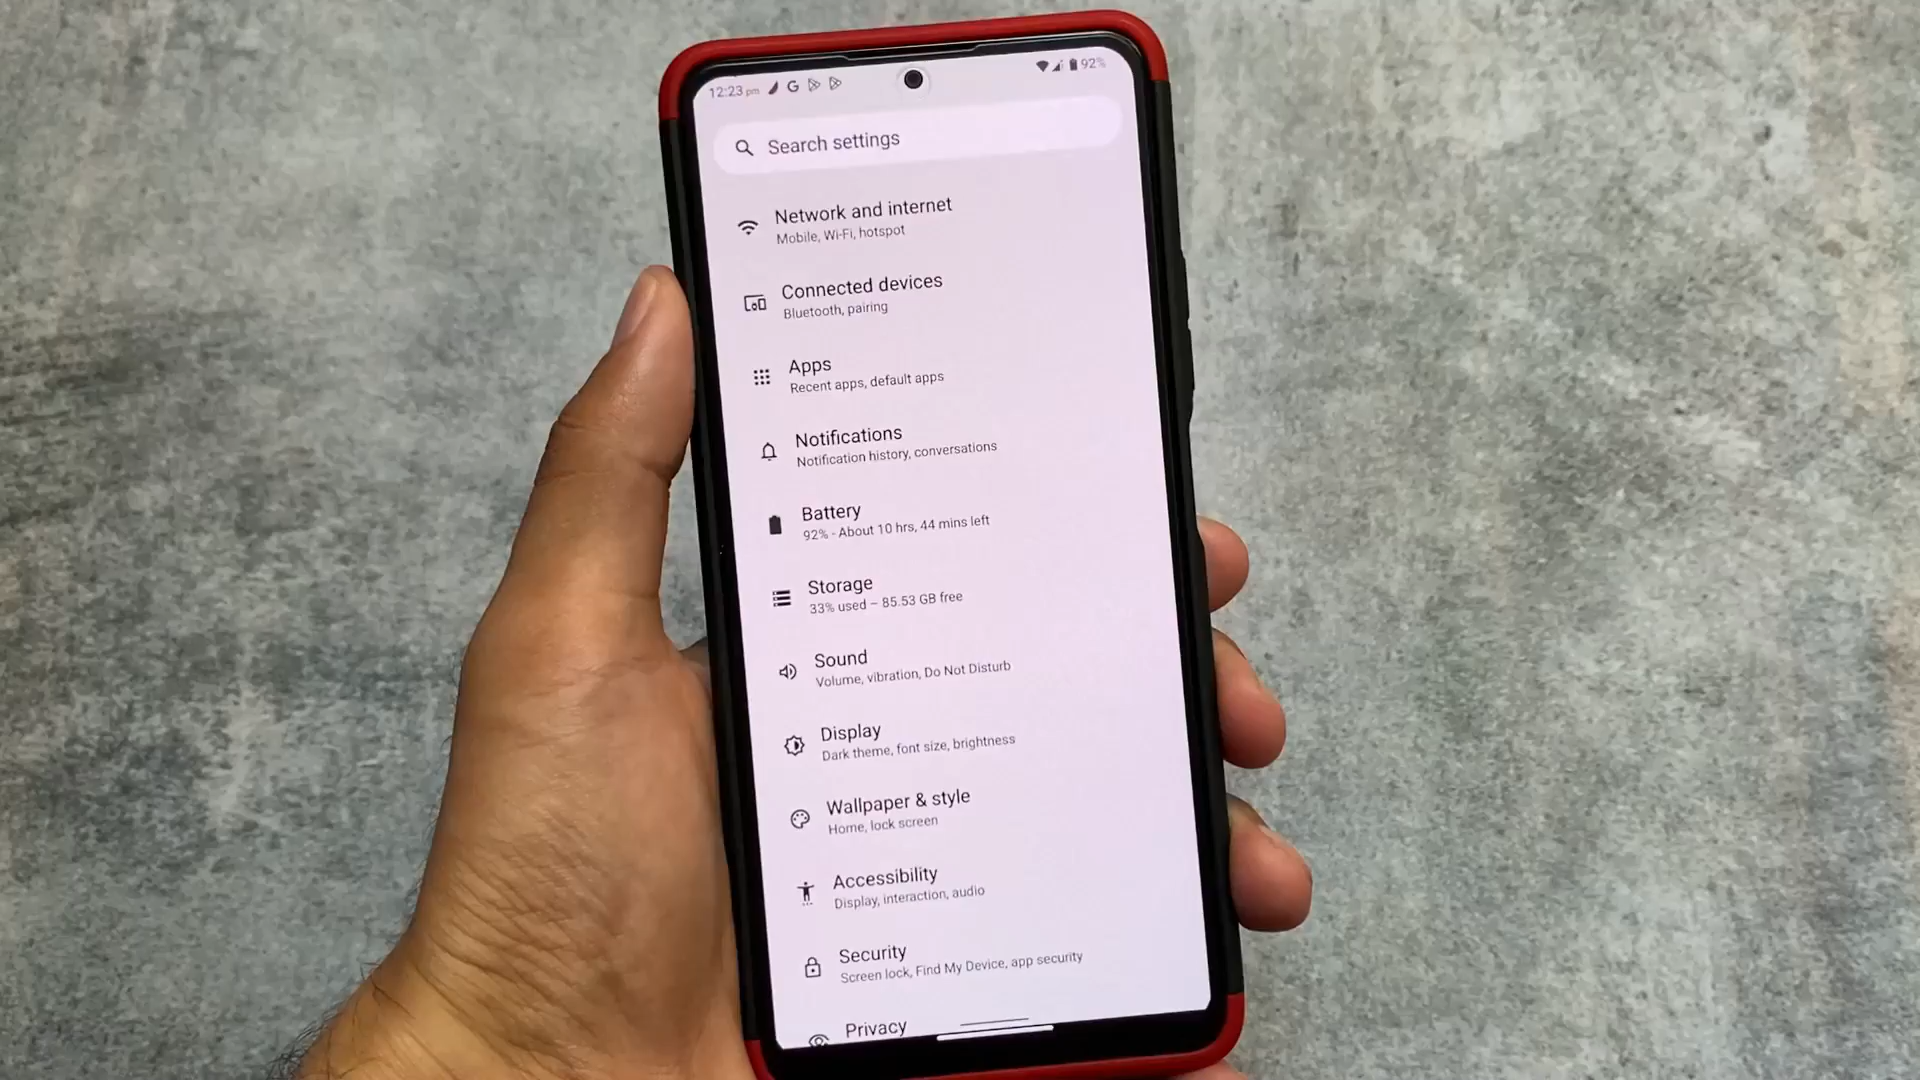 12:23 pm G 92%
Search settings
Network and internet
Mobile, Wi-Fi, hotspot
Connected devices
Bluetooth, pairing
Apps
Recent apps, default apps
Notifications
Notification history, conversations
Battery
92% - About 10 hrs, 44 mins left
Storage
33% used – 85.53 GB free
Sound
Volume, vibration, Do Not Disturb
Display
Dark theme, font size, brightness
Wallpaper & style
Home, lock screen
Accessibility
Display, interaction, audio
Security
Screen lock, Find My Device, app security
Privacy